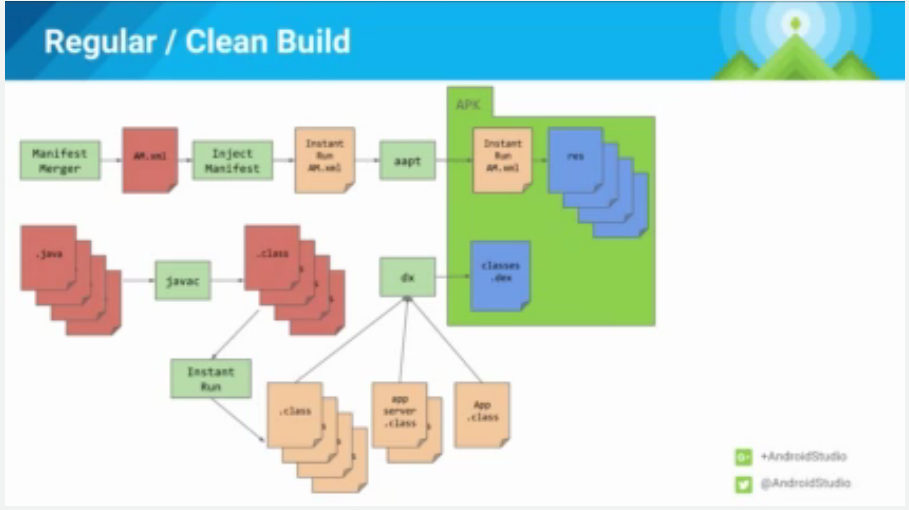 Regular / Clean Build
APK
Manifest
Merger
AM.xml
Inject
Manifest
Instant
Run
AM.xml
aapt
Instant
Run
AM.xml
res
.java
javac
.class
dx
classes
.dex
Instant
Run
.class
app
server
.class
App
.class
+AndroidStudio
@AndroidStudio